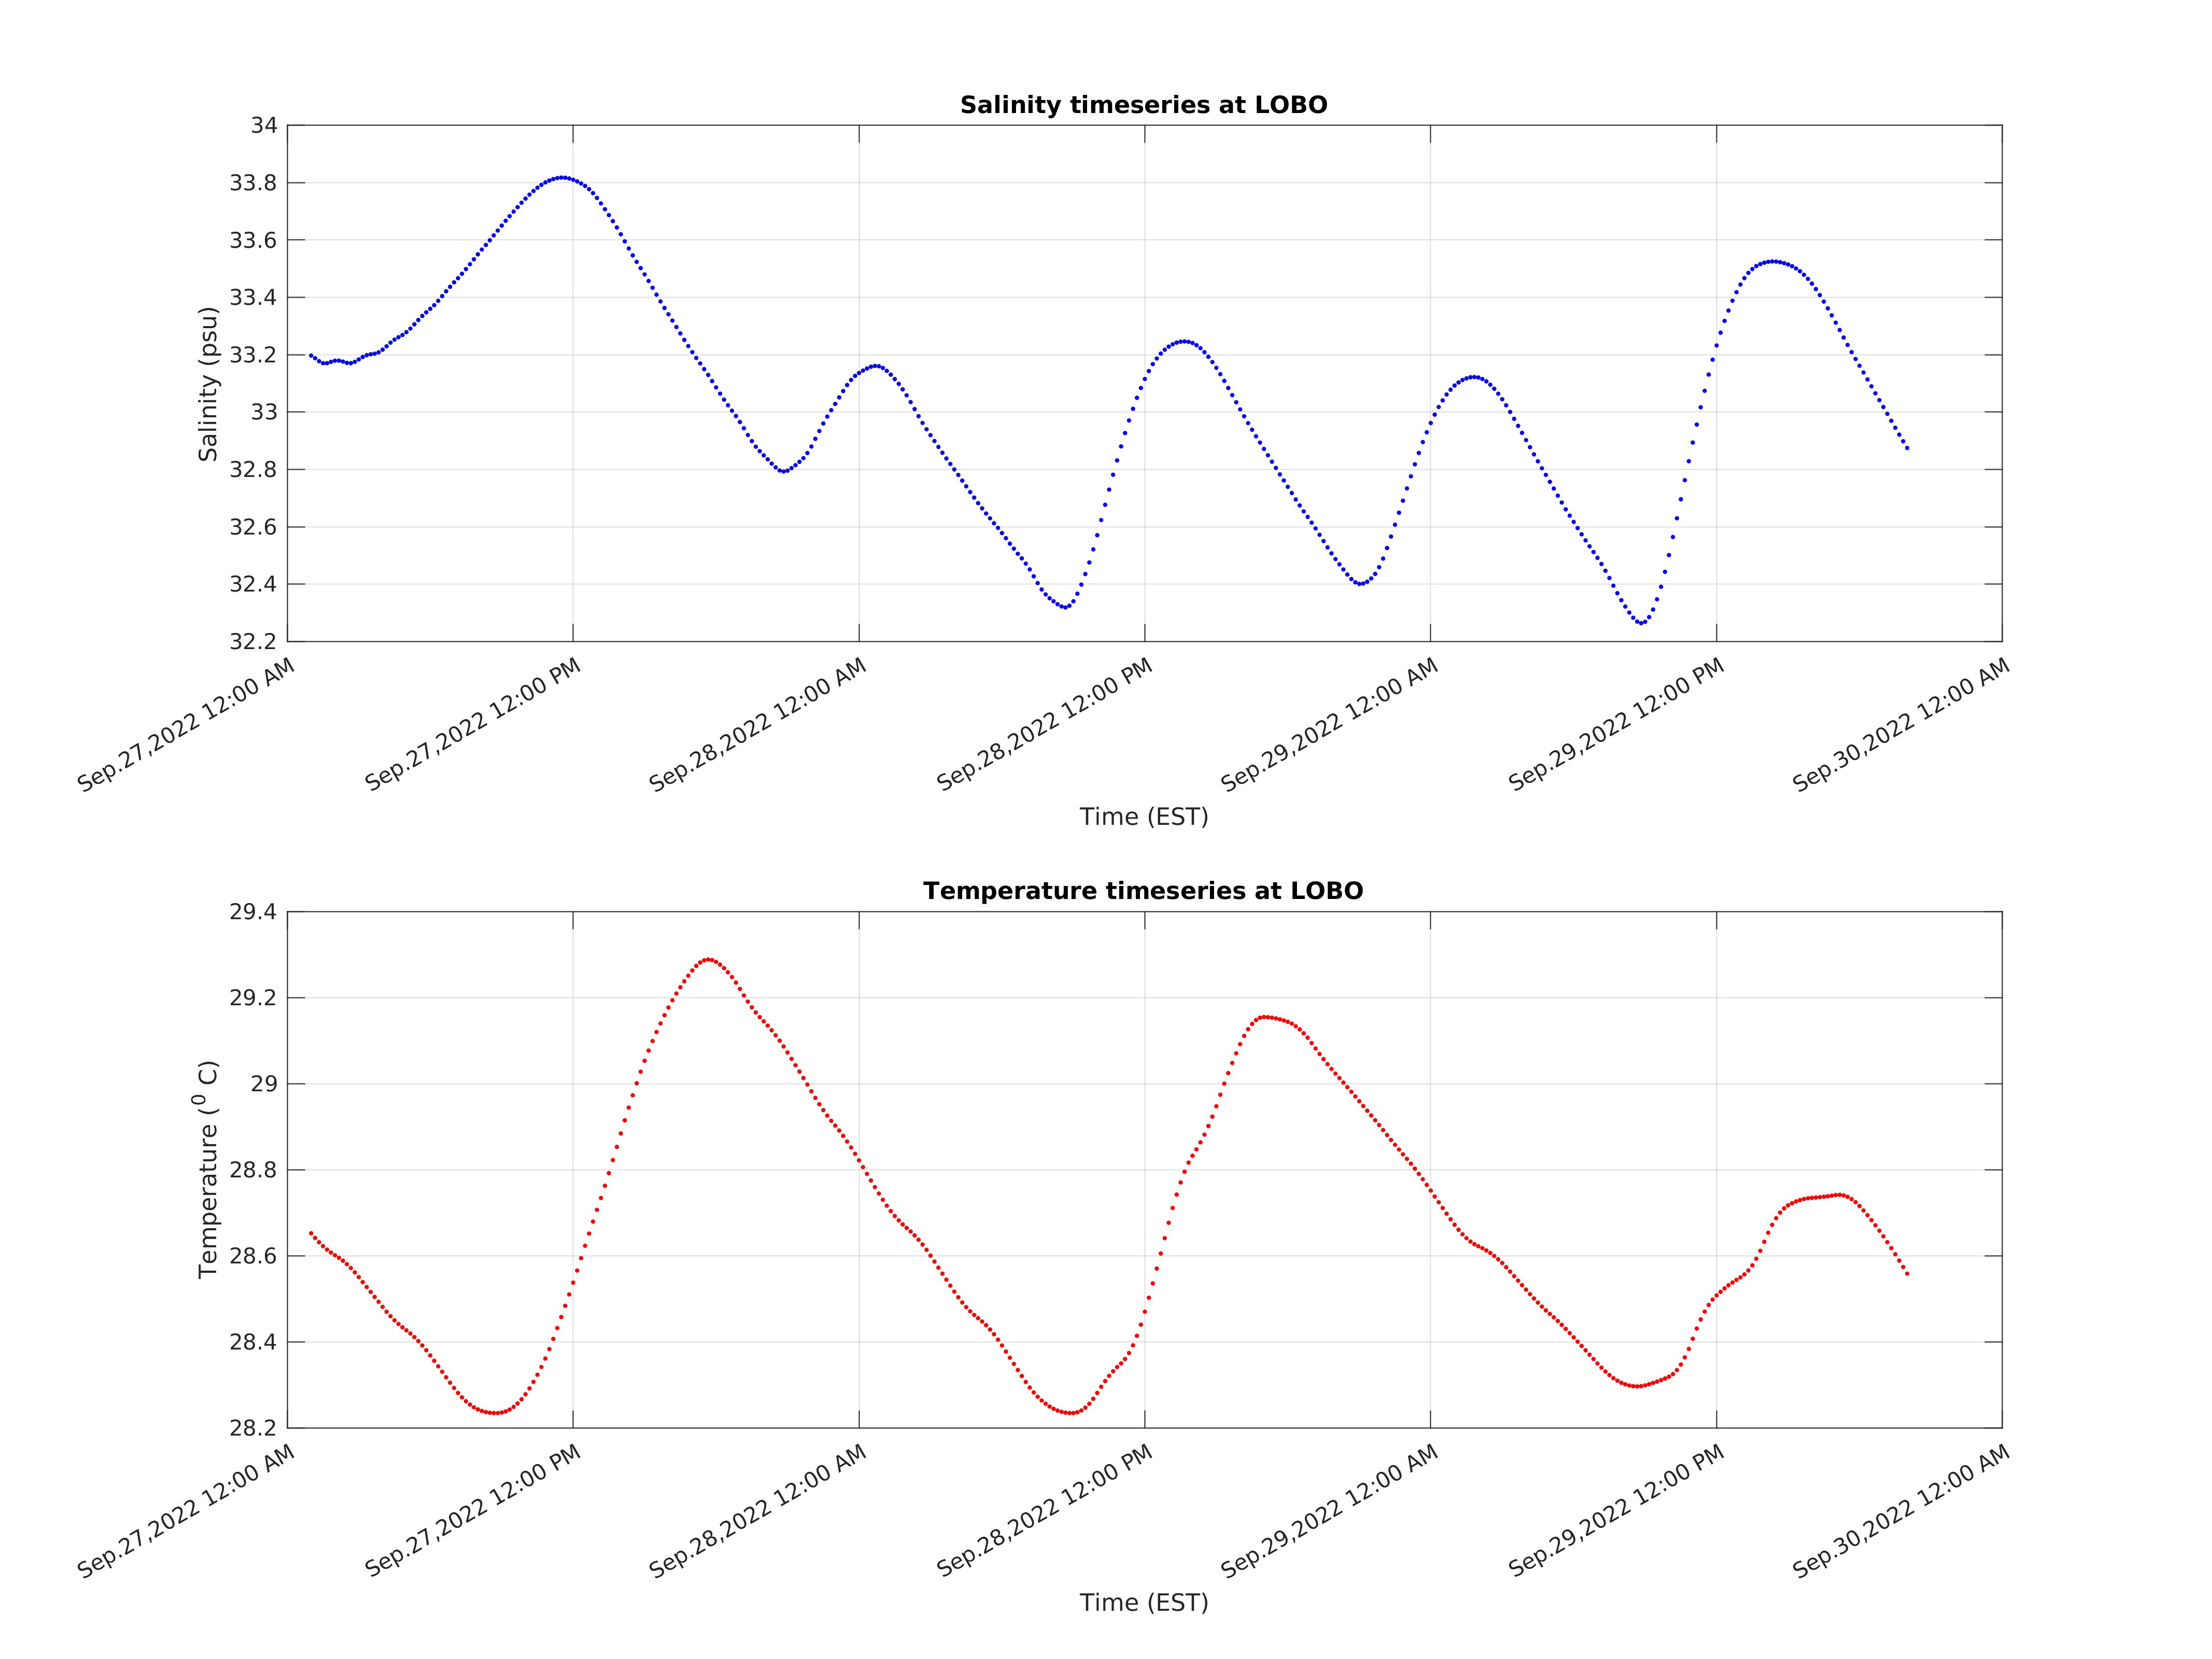 Salinity timeseries at LOBO
34
33.8
33.6
33.4
33.2
33
32.8
32.6
32.4
32.2
Salinity (psu)
Sep.27,2022 12:00 AM
Sep.27,2022 12:00 PM
Sep.28,2022 12:00 AM
Sep.28,2022 12:00 PM
Sep.29,2022 12:00 AM
Sep.29,2022 12:00 PM
Sep.30,2022 12:00 AM
Time (EST)
Temperature timeseries at LOBO
29.4
29.2
29
28.8
28.6
28.4
28.2
Temperature (⁰ C)
Sep.27,2022 12:00 AM
Sep.27,2022 12:00 PM
Sep.28,2022 12:00 AM
Sep.28,2022 12:00 PM
Sep.29,2022 12:00 AM
Sep.29,2022 12:00 PM
Sep.30,2022 12:00 AM
Time (EST)